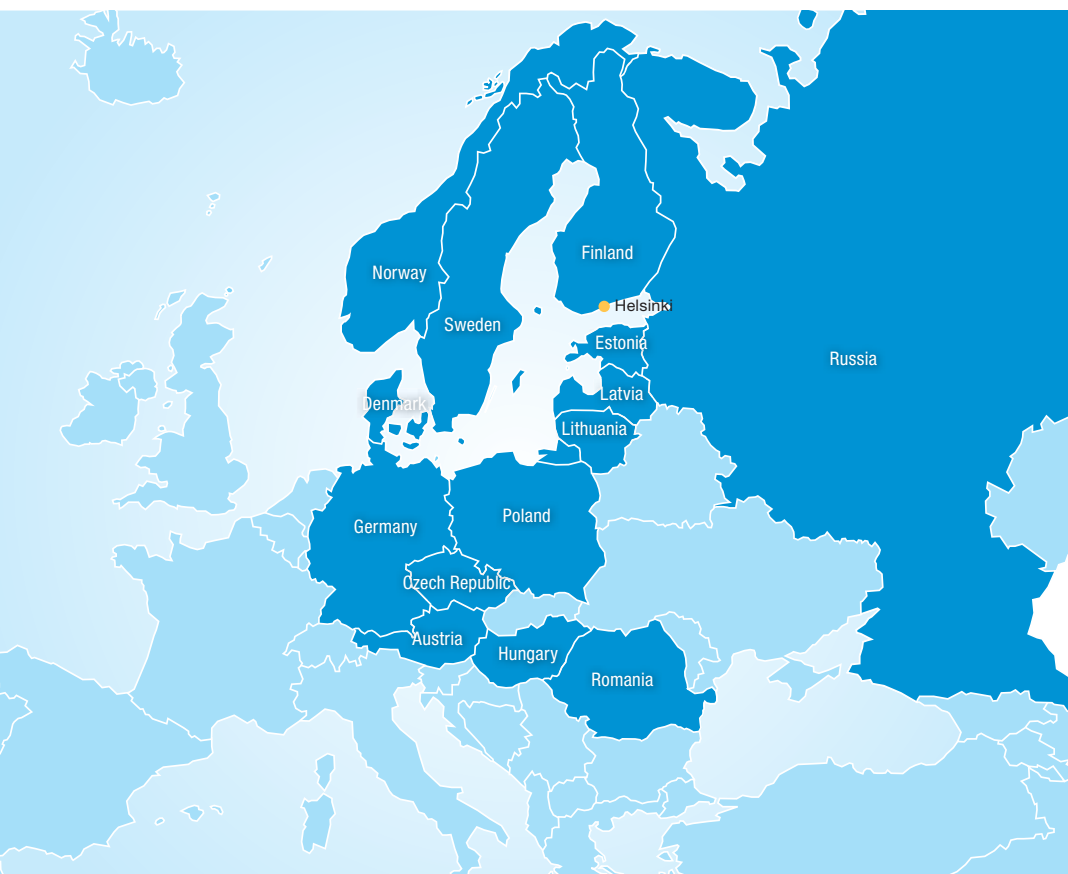 Finland
Norway
Helsinki
Sweden
Estonia
Russia
Latvia
Denmark
Lithuania
Poland
Germany
Czech Republic
Austria
Hungary
Romania